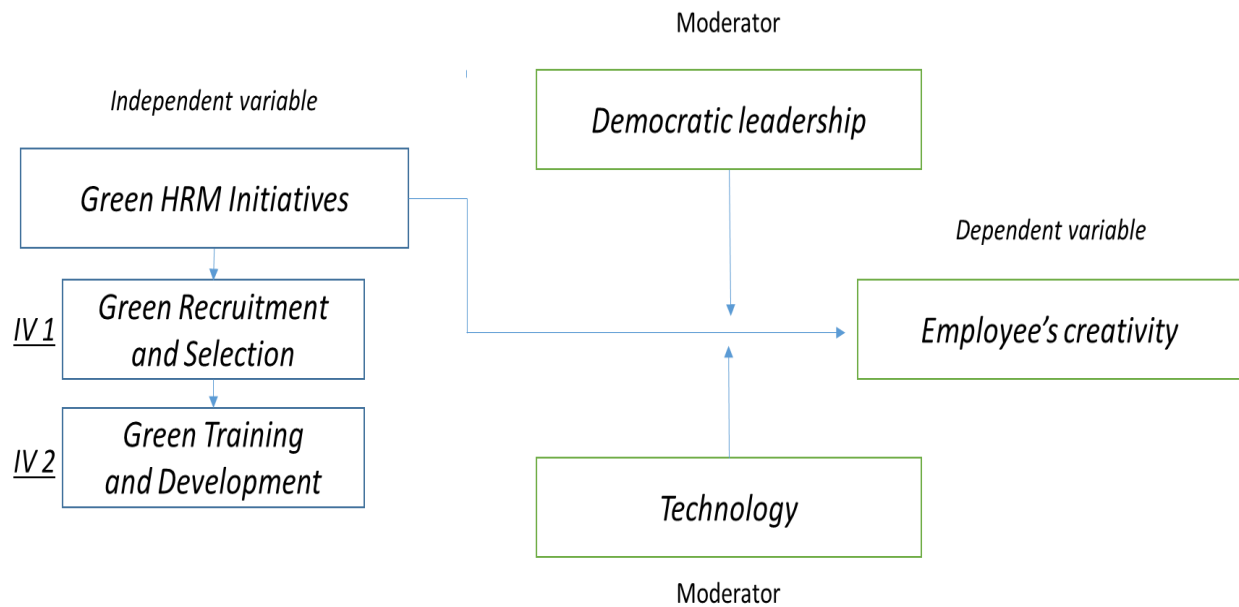 Moderator
Independent variable
Democratic leadership
Green HRM Initiatives
Dependent variable
IV 1
Green Recruitment
and Selection
Employee’s creativity
IV 2
Green Training
and Development
Technology
Moderator